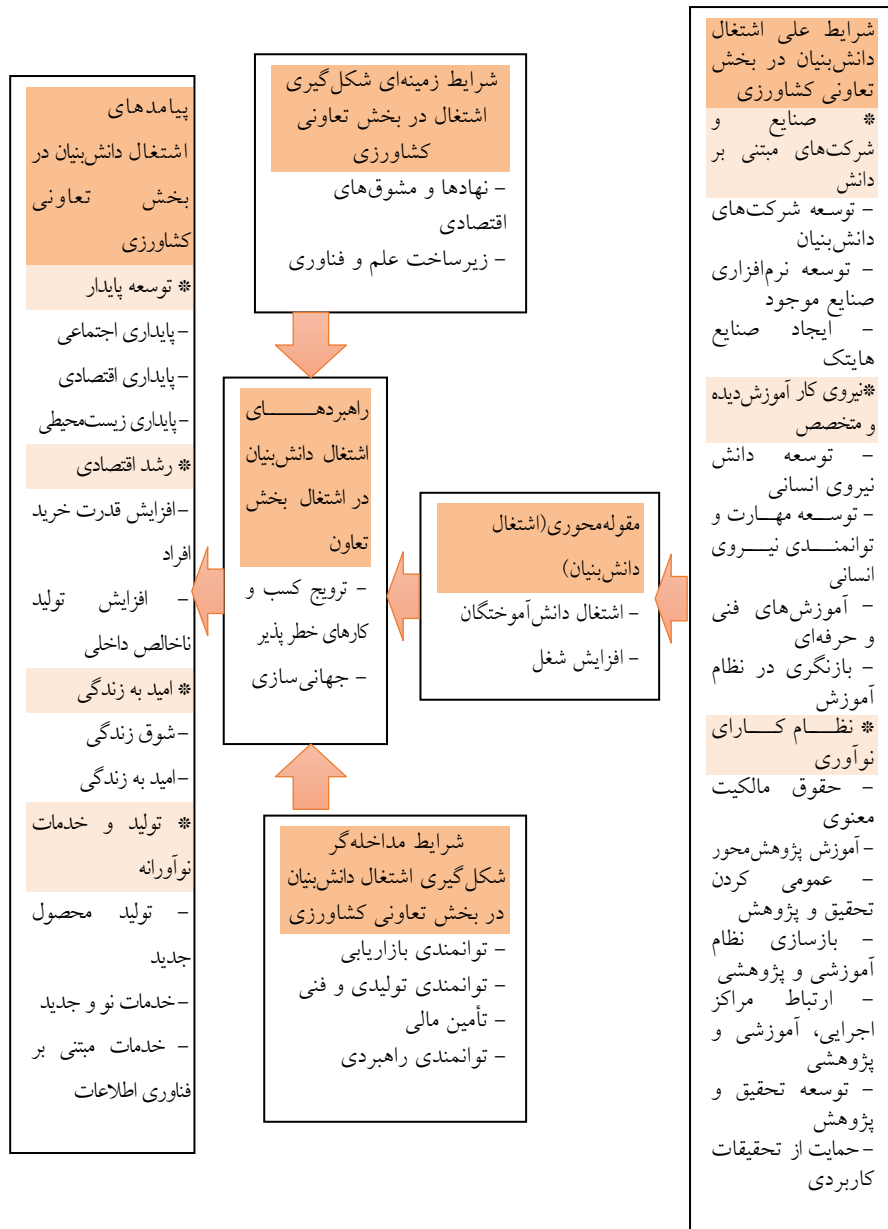 شرایط علی اشتغال
دانش‌بنیان در بخش
تعاونی کشاورزی
* صنایع و
شرکت‌های مبتنی بر
دانش
- توسعه شرکت‌های
دانش‌بنیان
- توسعه نرم‌افزاری
صنایع موجود
- ایجاد صنایع
هایتک
*نیروی کار آموزش‌دیده
و متخصص
- توسعه دانش
نیروی انسانی
- توسعه مهارت و
توانمندی نیروی
انسانی
- آموزش‌های فنی
و حرفه‌ای
- بازنگری در نظام
آموزش
* نظام کارای
نوآوری
- حقوق مالکیت
معنوی
- آموزش پژوهش‌محور
- عمومی کردن
تحقیق و پژوهش
- بازسازی نظام
آموزشی و پژوهشی
- ارتباط مراکز
اجرایی، آموزشی و
پژوهشی
- توسعه تحقیق و
پژوهش
- حمایت از تحقیقات
کاربردی
شرایط زمینه‌ای شکل‌گیری
اشتغال در بخش تعاونی
کشاورزی
- نهادها و مشوق‌های
اقتصادی
- زیرساخت علم و فناوری
مقوله‌محوری(اشتغال
دانش‌بنیان)
- اشتغال دانش‌آموختگان
- افزایش شغل
راهبردهای
اشتغال دانش‌بنیان
در اشتغال بخش
تعاون
- ترویج کسب و
کارهای خطر پذیر
- جهانی‌سازی
شرایط مداخله‌گر
شکل‌گیری اشتغال دانش‌بنیان
در بخش تعاونی کشاورزی
- توانمندی بازاریابی
- توانمندی تولیدی و فنی
- تأمین مالی
- توانمندی راهبردی
پیامدهای
اشتغال دانش‌بنیان در
بخش تعاونی
کشاورزی
* توسعه پایدار
-پایداری اجتماعی
-پایداری اقتصادی
-پایداری زیست‌محیطی
* رشد اقتصادی
-افزایش قدرت خرید
افراد
- افزایش تولید
ناخالص داخلی
* امید به زندگی
-شوق زندگی
-امید به زندگی
* تولید و خدمات
نوآورانه
- تولید محصول
جدید
-خدمات نو و جدید
- خدمات مبتنی بر
فناوری اطلاعات